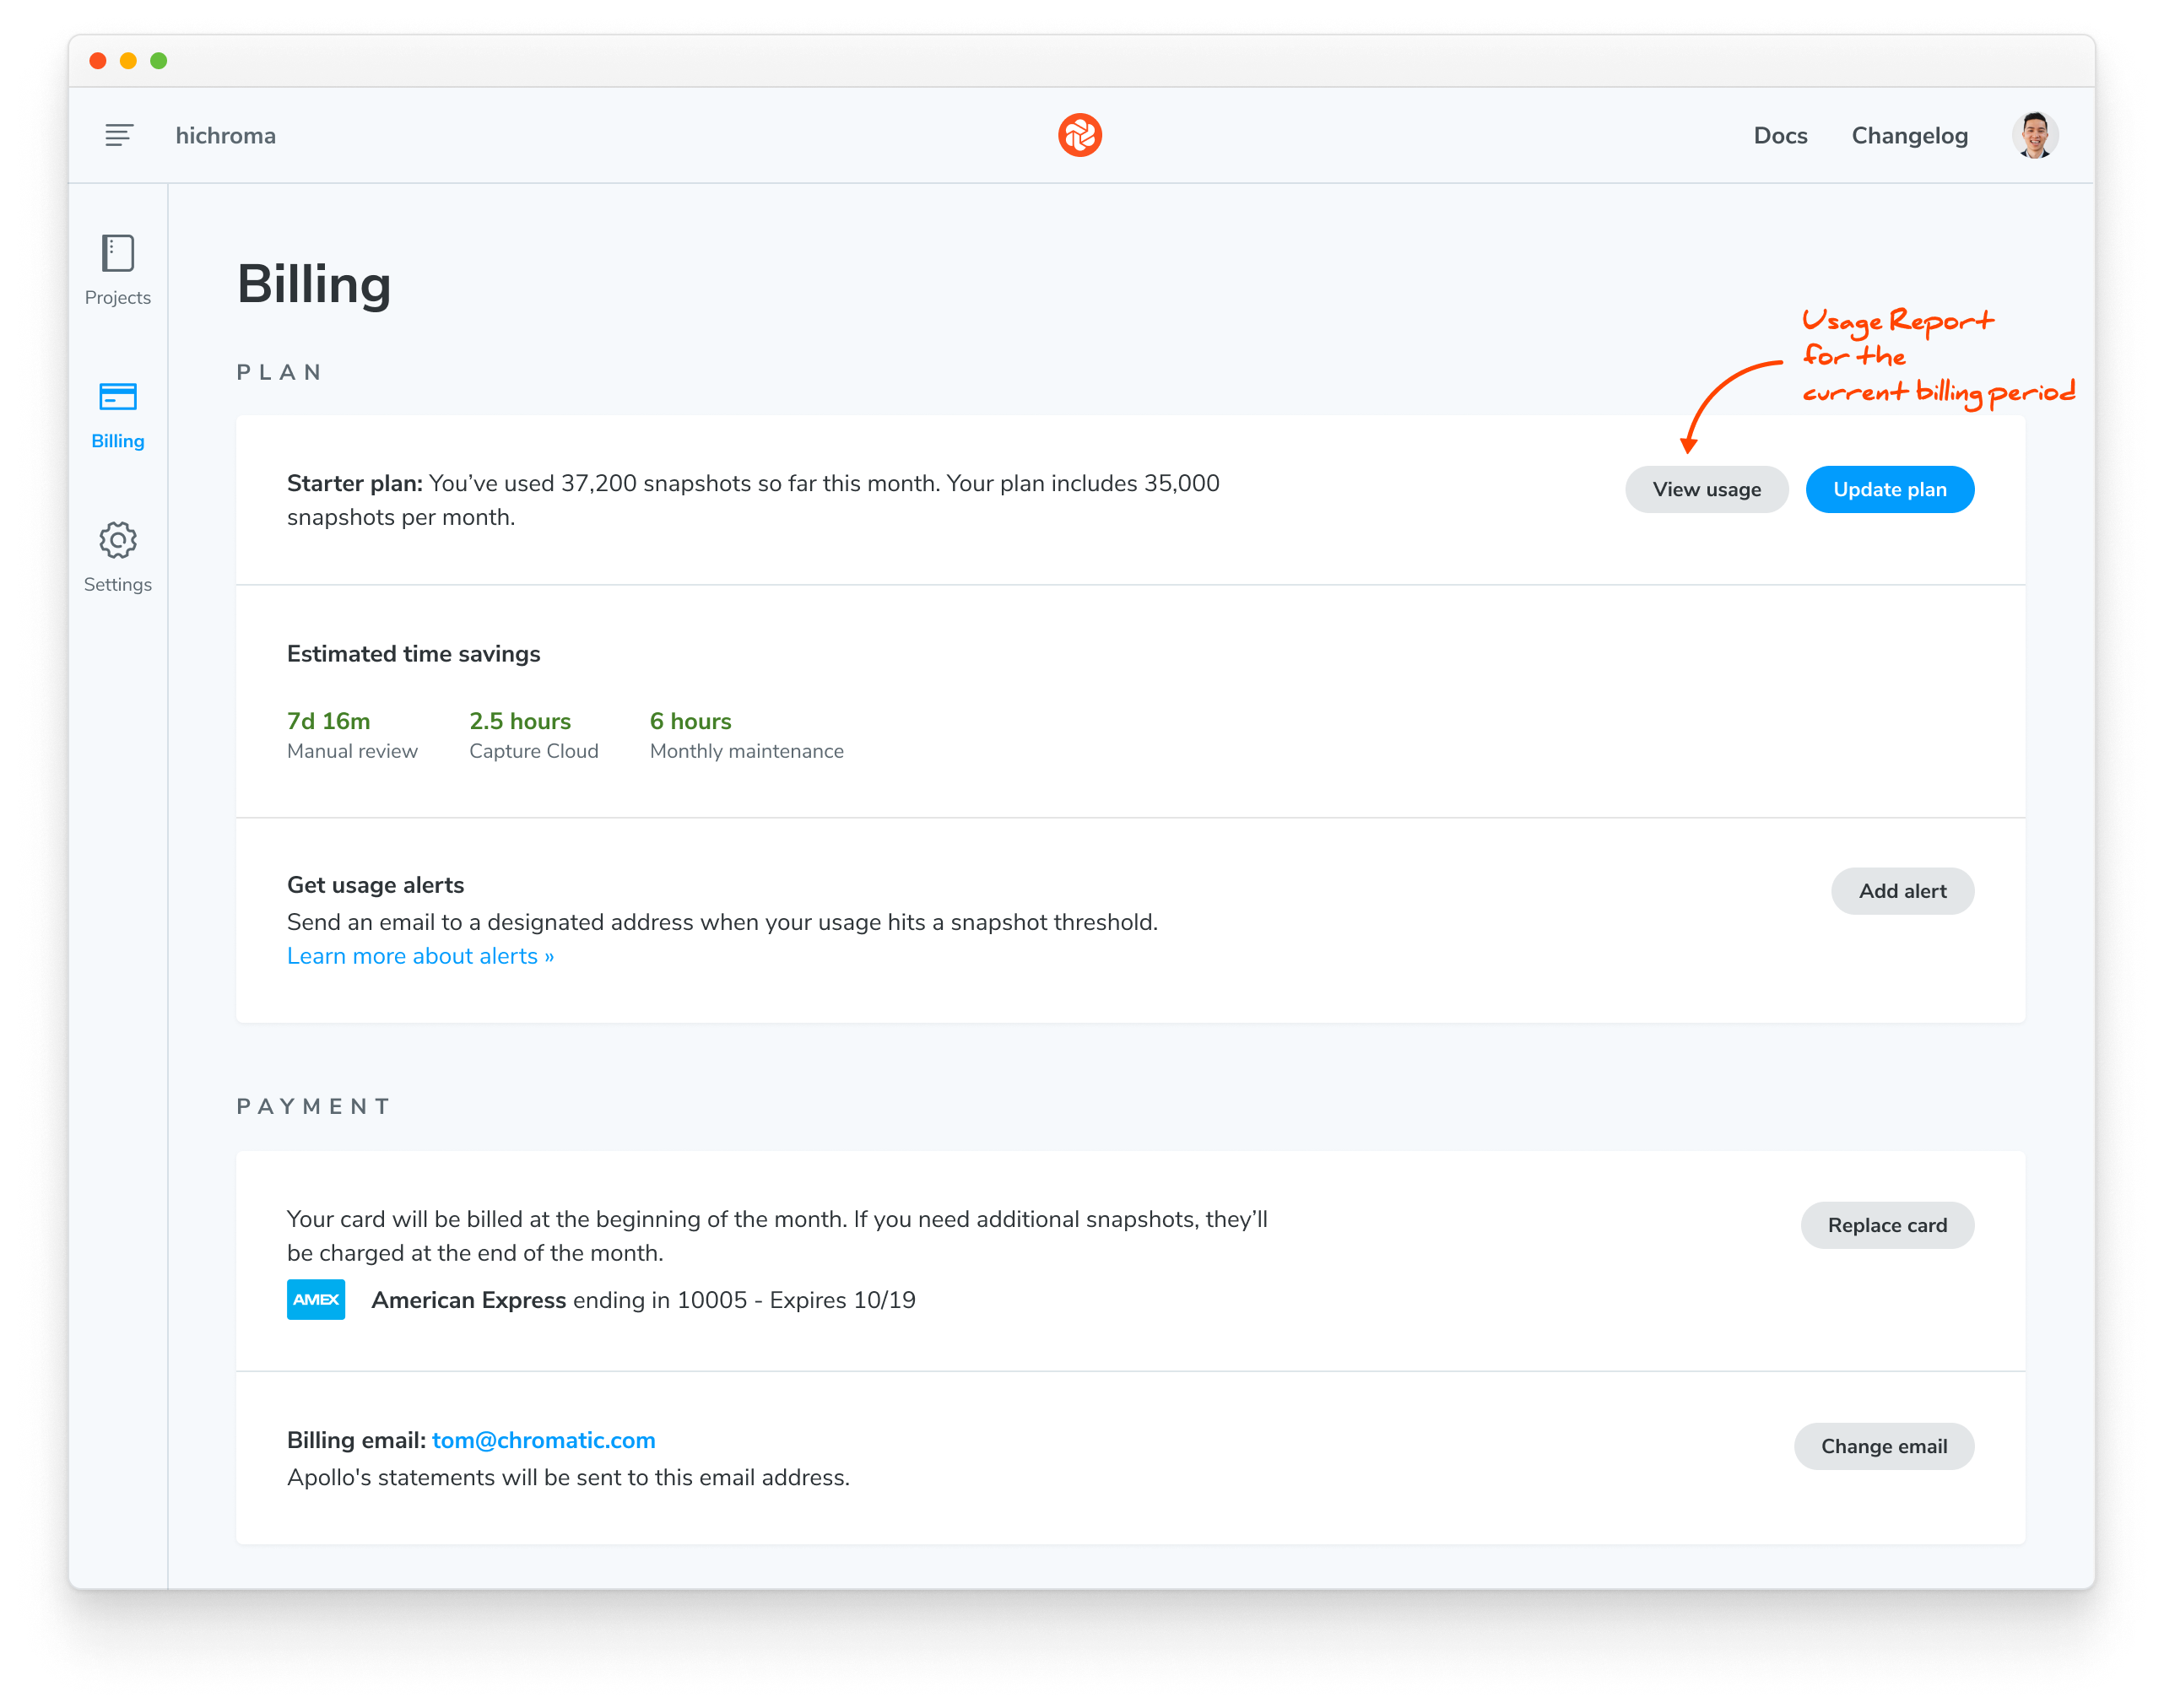 hichroma
Docs
Changelog
Projects
Billing
Settings
Billing
Usage Report
for the
current billing period
PLAN
Starter plan: You’ve used 37,200 snapshots so far this month. Your plan includes 35,000
snapshots per month.
View usage
Update plan
Estimated time savings
7d 16m
Manual review
2.5 hours
Capture Cloud
6 hours
Monthly maintenance
Get usage alerts
Send an email to a designated address when your usage hits a snapshot threshold.
Learn more about alerts »
Add alert
PAYMENT
Your card will be billed at the beginning of the month. If you need additional snapshots, they’ll
be charged at the end of the month.
Replace card
AMEX
American Express ending in 10005 - Expires 10/19
Billing email: tom@chromatic.com
Apollo's statements will be sent to this email address.
Change email